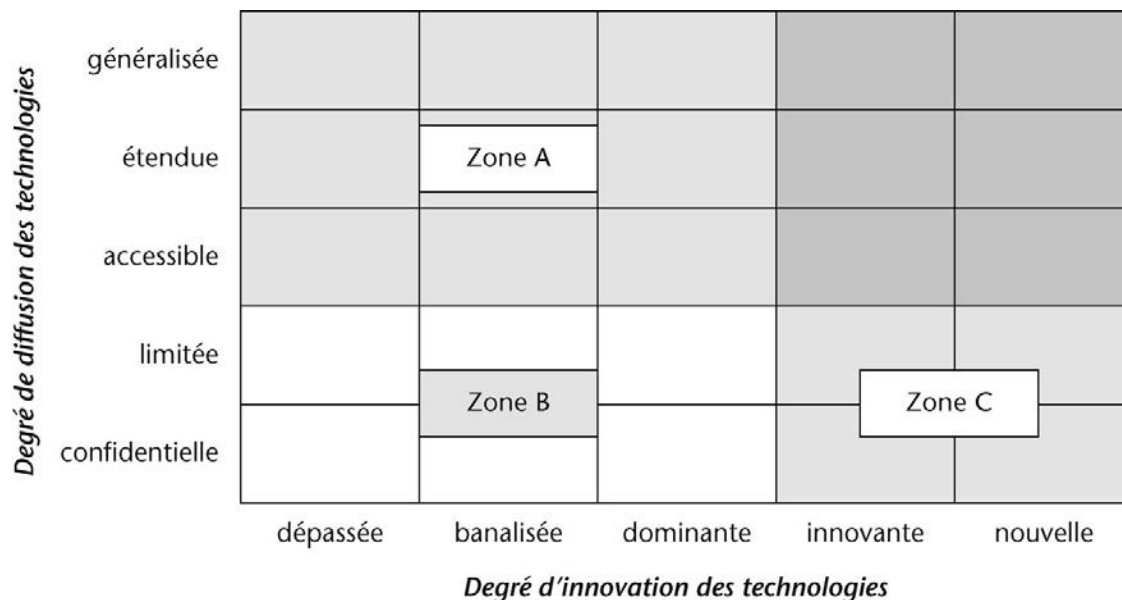 Degré de diffusion des technologies
généralisée
étendue
accessible
limitée
confidentielle
Zone A
Zone B
Zone C
dépassée
banalisée
dominante
innovante
nouvelle
Degré d'innovation des technologies